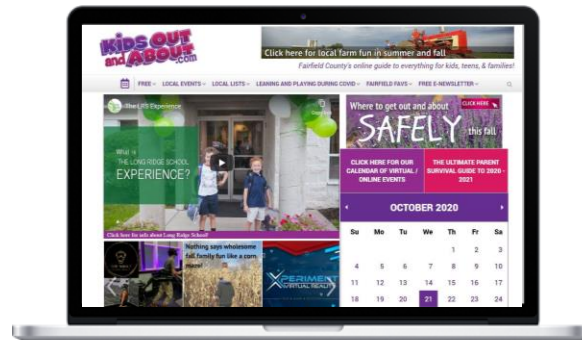 KIDS OUT
and ABOUT
.com
Click here for local farm fun in summer and fall
Fairfield County's online guide to everything for kids, teens, & families!
FREE LOCAL EVENTS LOCAL LISTS LEANING AND PLAYING DURING COVID FAIRFIELD FAVS FREE E-NEWSLETTER
Experience
What is
THE LONG RIDGE SCHOOL
EXPERIENCE?
Click here for info about Long Ridge School!
Where to get out and about
CLICK HERE
SAFELY this fall
CLICK HERE FOR OUR
CALENDAR OF VIRTUAL /
ONLINE EVENTS
THE ULTIMATE PARENT
SURVIVAL GUIDE TO 2020 -
2021
OCTOBER 2020
Su Mo Tu We Th Fr Sa
1 2 3
4 5 6 7 8 9 10
11 12 13 14 15 16 17
18 19 20 21 22 23 24
Nothing says wholesome
fall family fun like a corn
maze!
XPERIMENT
VIRTUAL REALITY